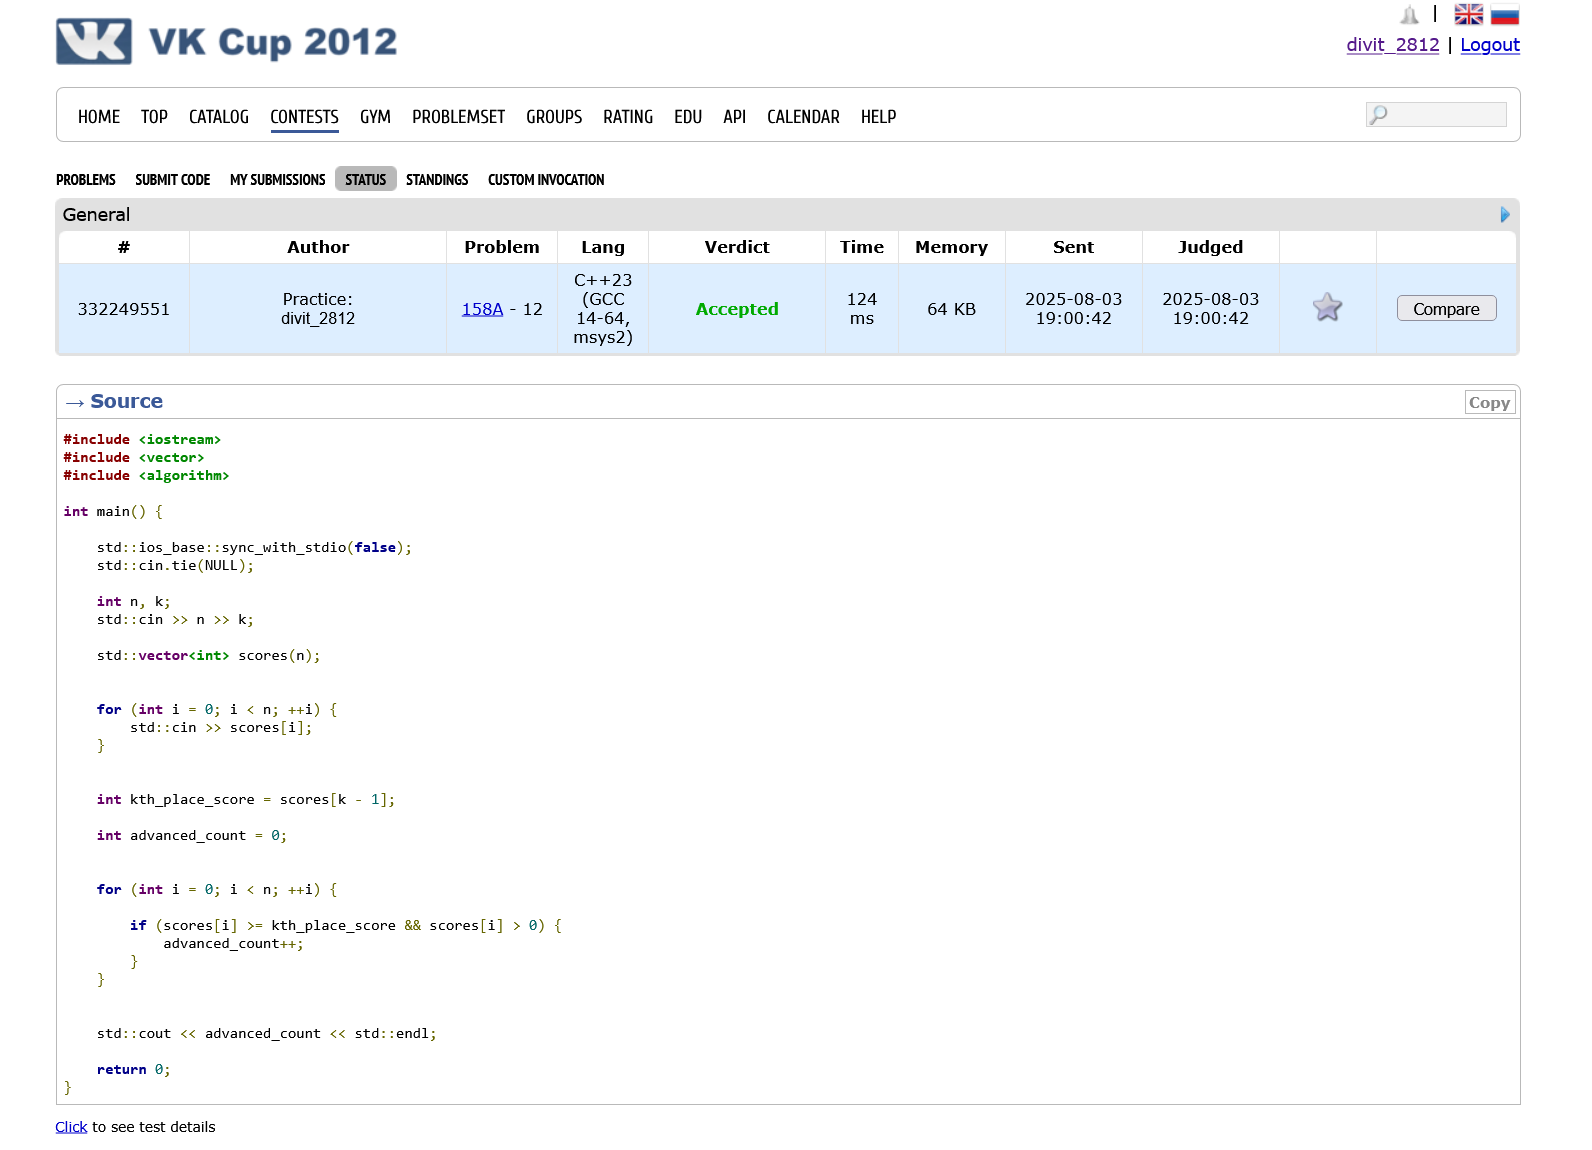 VK Cup 2012
|
divit_2812 | Logout
HOME TOP CATALOG CONTESTS GYM PROBLEMSET GROUPS RATING EDU API CALENDAR HELP
PROBLEMS SUBMIT CODE MY SUBMISSIONS STATUS STANDINGS CUSTOM INVOCATION
General
# Author Problem Lang Verdict Time Memory Sent Judged
332249551 Practice: divit_2812 158A - 12 C++23 (GCC 14-64, msys2) Accepted 124 ms 64 KB 2025-08-03 19:00:42 2025-08-03 19:00:42 Compare
→ Source Copy
#include <iostream>
#include <vector>
#include <algorithm>
int main() {
    std::ios_base::sync_with_stdio(false);
    std::cin.tie(NULL);
    int n, k;
    std::cin >> n >> k;
    std::vector<int> scores(n);
    for (int i = 0; i < n; ++i) {
        std::cin >> scores[i];
    }
    int kth_place_score = scores[k - 1];
    int advanced_count = 0;
    for (int i = 0; i < n; ++i) {
        if (scores[i] >= kth_place_score && scores[i] > 0) {
            advanced_count++;
        }
    }
    std::cout << advanced_count << std::endl;
    return 0;
}
Click to see test details